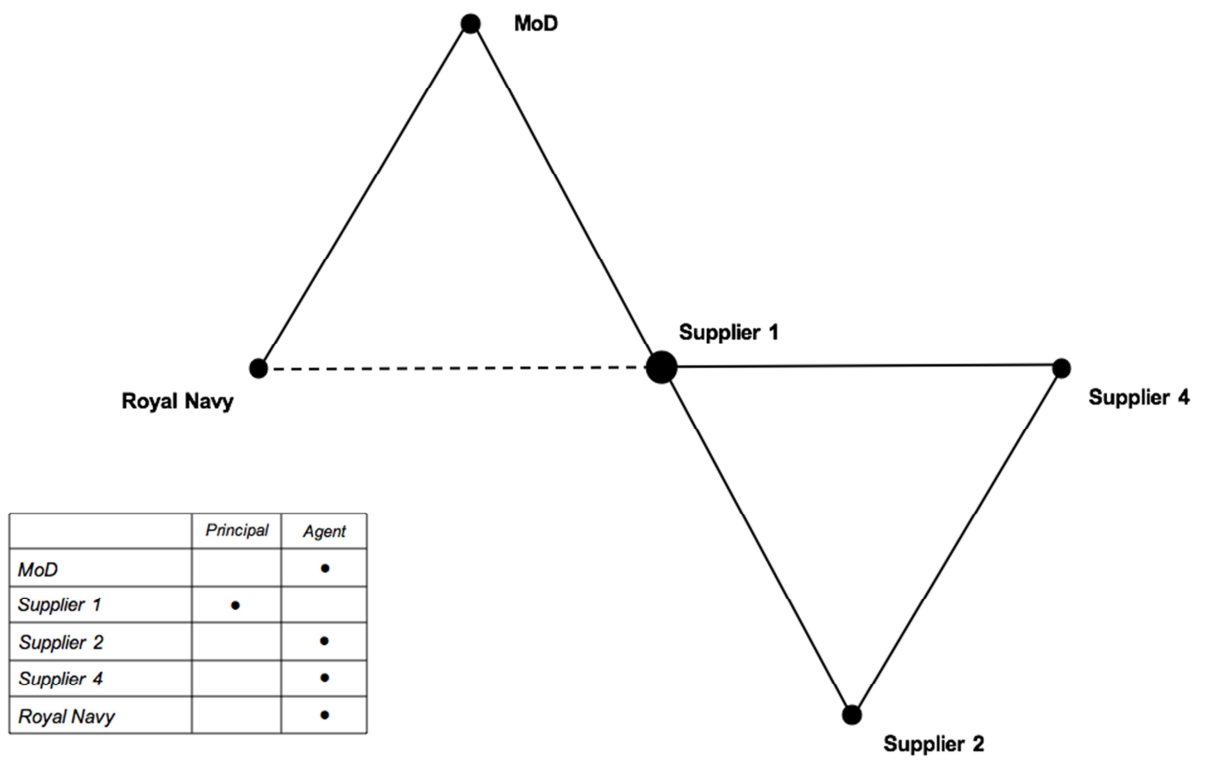 MoD
Supplier 1
Supplier 4
Royal Navy
Supplier 2
Principal Agent
MoD •
Supplier 1 •
Supplier 2 •
Supplier 4 •
Royal Navy •